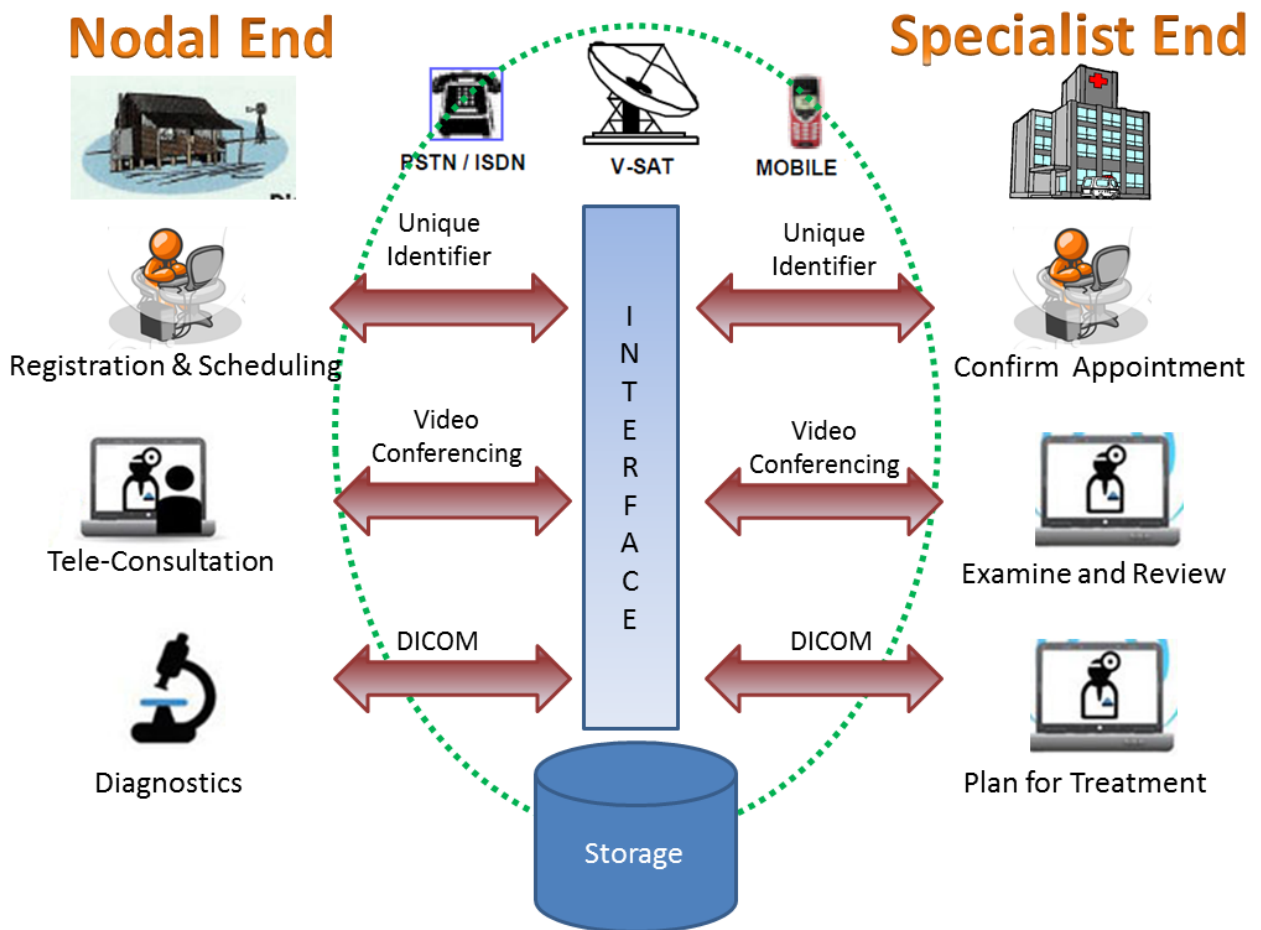 Nodal End
Specialist End
PSTN / ISDN
V-SAT
MOBILE
Unique
Identifier
Unique
Identifier
INTERFACE
Registration & Scheduling
Confirm Appointment
Video
Conferencing
Video
Conferencing
Tele-Consultation
Examine and Review
DICOM
DICOM
Diagnostics
Plan for Treatment
Storage